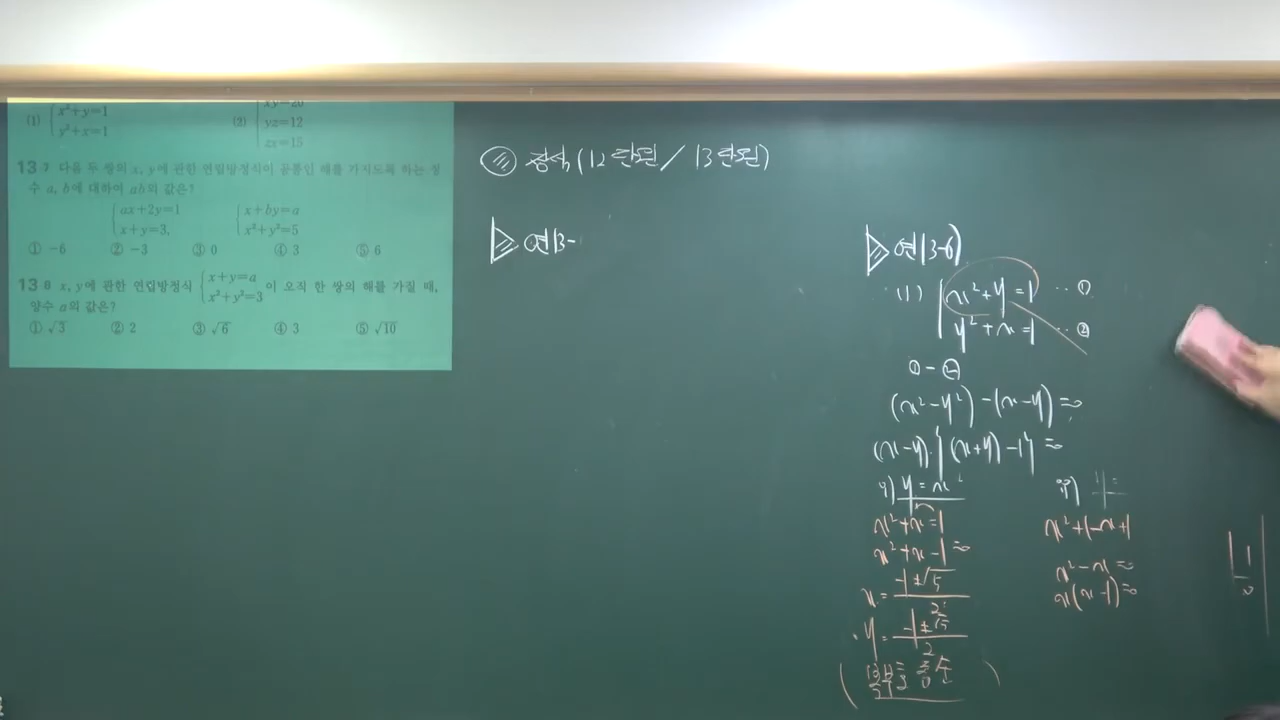 (1) { x²+y=1
y²+x=1
(2) { xy=20
yz=12
zx=15
13 7 다음 두 쌍의 x, y에 관한 연립방정식이 공통인 해를 가지도록 하는 상
수 a, b에 대하여 ab의 값은?
{ ax+2y=1
x+y=3,
{ x+by=a
x²+y²=5
① −6 ② −3 ③ 0 ④ 3 ⑤ 6
13 8 x, y에 관한 연립방정식 { x+y=a
x²+y²=3 이 오직 한 쌍의 해를 가질 때,
양수 a의 값은?
① √3 ② 2 ③ √6 ④ 3 ⑤ √10
정석(12단원 / 13단원)
연13-
연13-6)
(1) x²+y=1 ··①
y²+x=1 ··②
①-②
(x²-y²)-(x-y)=0
(x-y){(x+y)-1}=0
i) y=x
x²+x=1
x²+x-1=0
x= -1±√5
2
y= -1±√5
2
ii) y=
x²+1-x+1
x²-x=0
x(x-1)=0